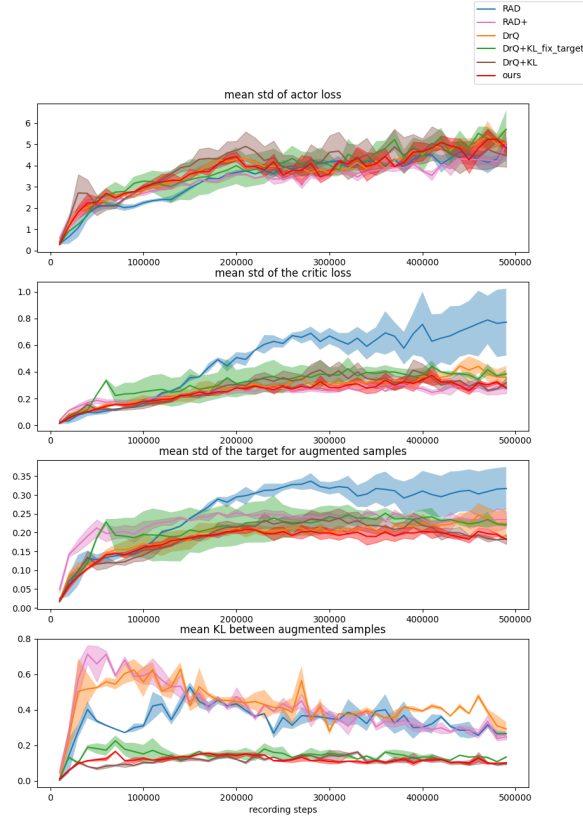 RAD
RAD+
DrQ
DrQ+KL_fix_target
DrQ+KL
ours
mean std of actor loss
6
5
4
3
2
1
0
0 100000 200000 300000 400000 500000
mean std of the critic loss
1.0
0.8
0.6
0.4
0.2
0.0
0 100000 200000 300000 400000 500000
mean std of the target for augmented samples
0.35
0.30
0.25
0.20
0.15
0.10
0.05
0.00
0 100000 200000 300000 400000 500000
mean KL between augmented samples
0.8
0.6
0.4
0.2
0.0
0 100000 200000 300000 400000 500000
recording steps